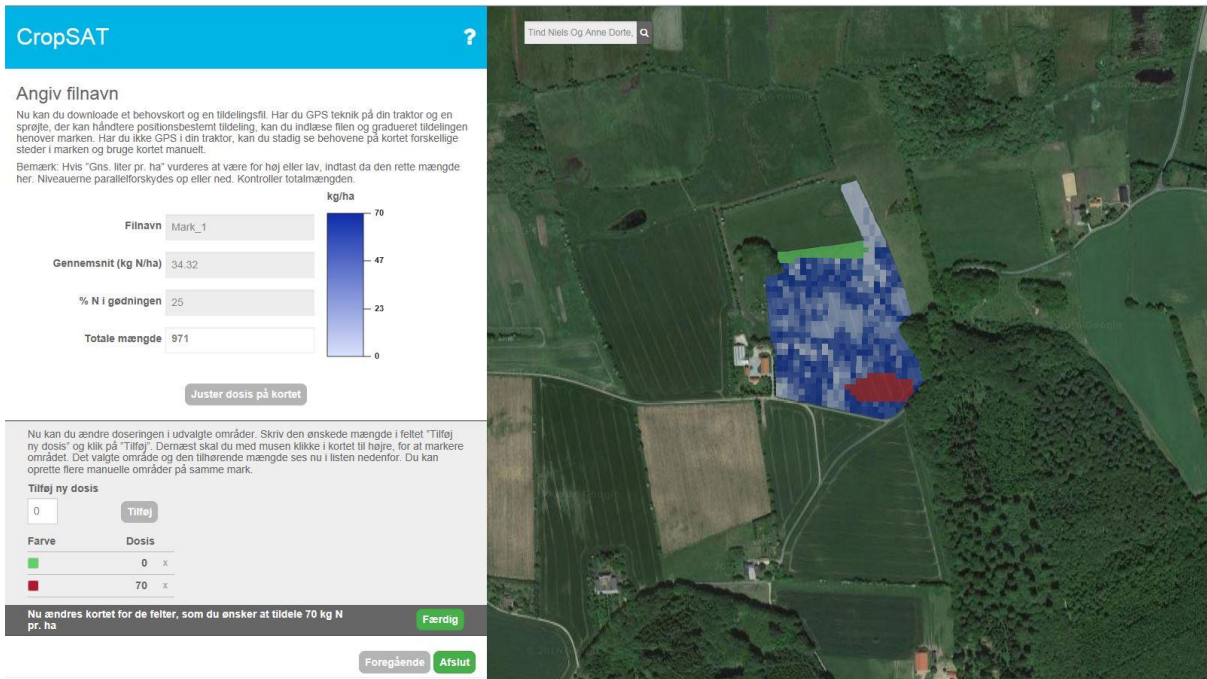 CropSAT
?
Tind Niels Og Anne Dorte,
Angiv filnavn
Nu kan du downloade et behovskort og en tildelingsfil. Har du GPS teknik på din traktor og en
sprøjte, der kan håndtere positionsbestemt tildeling, kan du indlæse filen og gradueret tildelingen
henover marken. Har du ikke GPS i din traktor, kan du stadig se behovene på kortet forskellige
steder i marken og bruge kortet manuelt.
Bemærk: Hvis "Gns. liter pr. ha" vurderes at være for høj eller lav, indtast da den rette mængde
her. Niveauerne parallelforskydes op eller ned. Kontroller totalmængden.
kg/ha
70
47
23
0
Filnavn Mark_1
Gennemsnit (kg N/ha) 34.32
% N i gødningen 25
Totale mængde 971
Juster dosis på kortet
Nu kan du ændre doseringen i udvalgte områder. Skriv den ønskede mængde i feltet "Tilføj
ny dosis" og klik på "Tilføj". Dernæst skal du med musen klikke i kortet til højre, for at markere
området. Det valgte område og den tilhørende mængde ses nu i listen nedenfor. Du kan
oprette flere manuelle områder på samme mark.
Tilføj ny dosis
0 Tilføj
Farve Dosis
0 x
70 x
Nu ændres kortet for de felter, som du ønsker at tildele 70 kg N
pr. ha
Færdig
Foregående Afslut